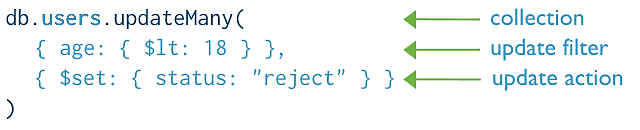 db.users.updateMany( collection
{ age: { $lt: 18 } }, update filter
{ $set: { status: "reject" } } update action
)